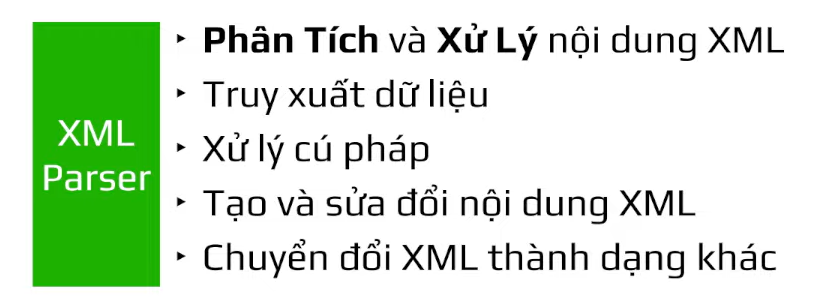 XML
Parser
‣ Phân Tích và Xử Lý nội dung XML
‣ Truy xuất dữ liệu
‣ Xử lý cú pháp
‣ Tạo và sửa đổi nội dung XML
‣ Chuyển đổi XML thành dạng khác